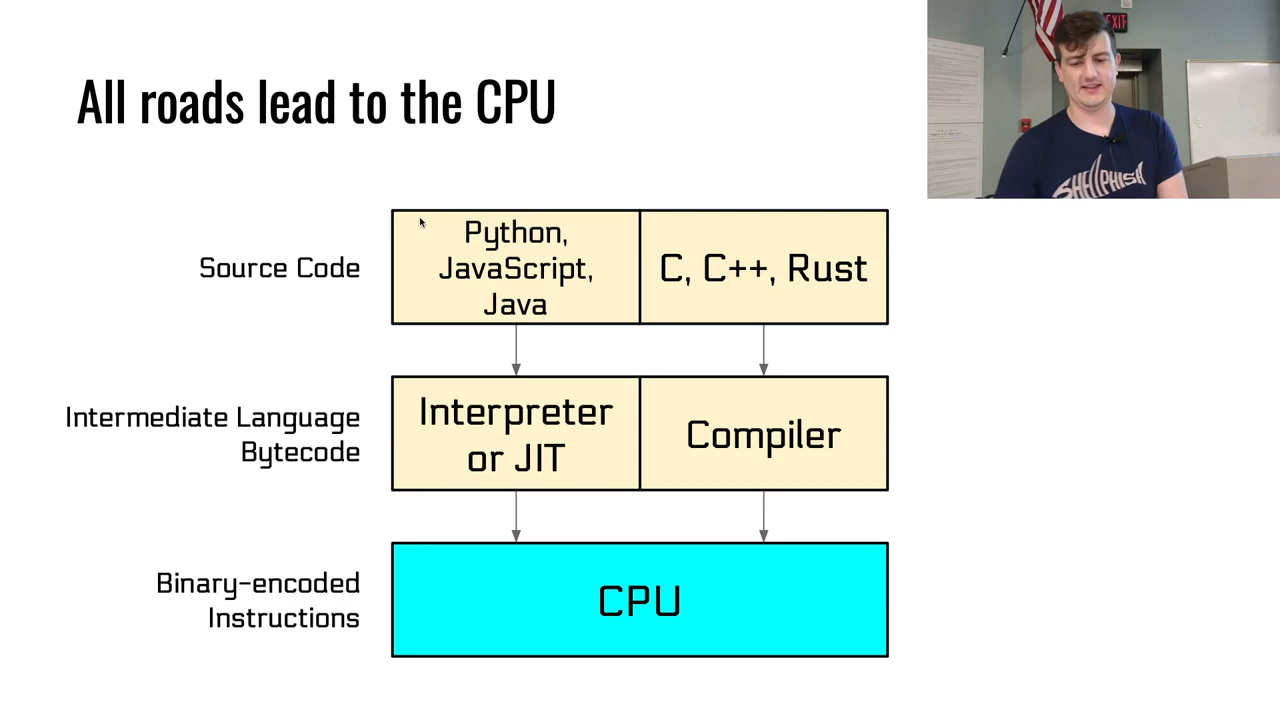 All roads lead to the CPU
EXIT
SHELLPHISH
Source Code
Python,
JavaScript,
Java
C, C++, Rust
Intermediate Language
Bytecode
Interpreter
or JIT
Compiler
Binary-encoded
Instructions
CPU